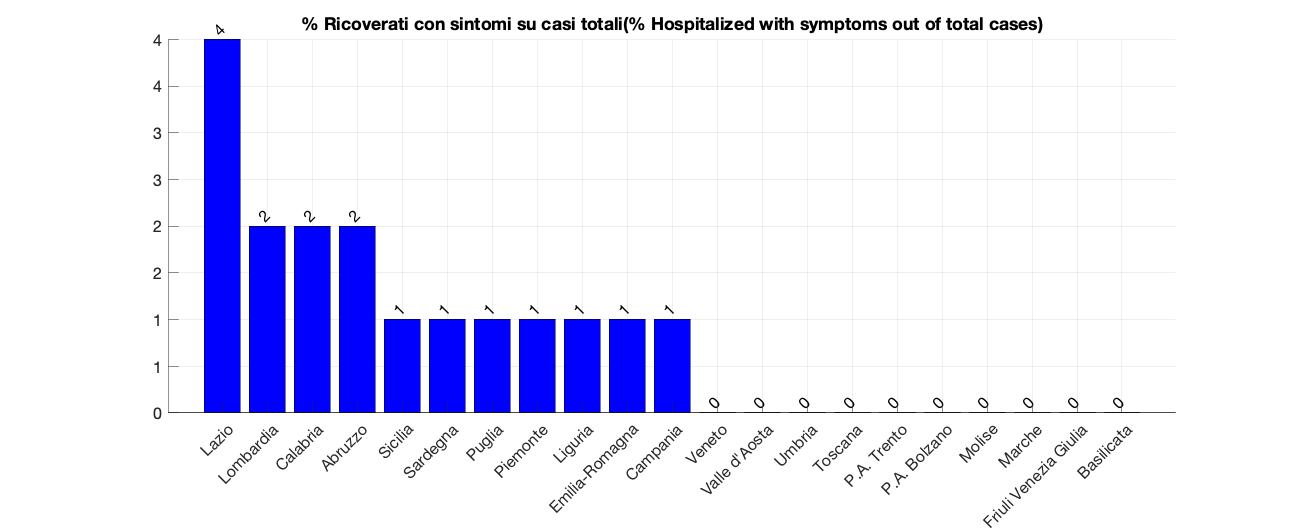 % Ricoverati con sintomi su casi totali(% Hospitalized with symptoms out of total cases)
4
4
3
3
2
2
1
1
0
4
2
2
2
1
1
1
1
1
1
1
0
0
0
0
0
0
0
0
0
0
Lazio
Lombardia
Calabria
Abruzzo
Sicilia
Sardegna
Puglia
Piemonte
Liguria
Emilia-Romagna
Campania
Veneto
Valle d'Aosta
Umbria
Toscana
P.A. Trento
P.A. Bolzano
Molise
Marche
Friuli Venezia Giulia
Basilicata